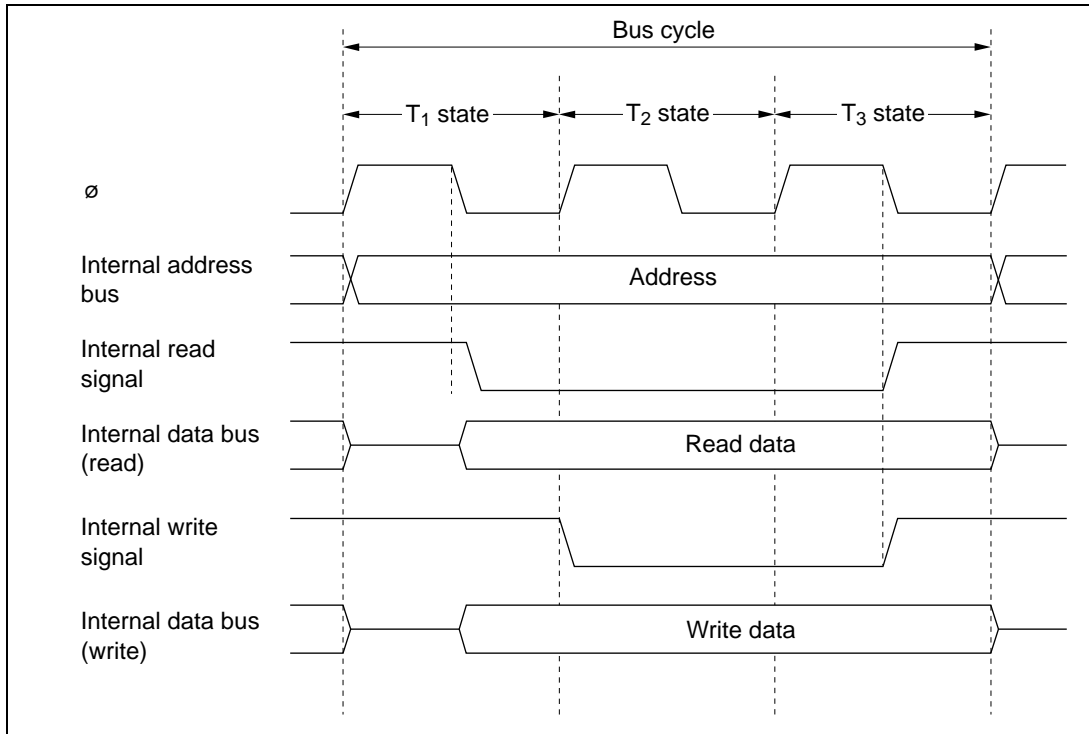 Bus cycle
T₁ state
T₂ state
T₃ state
ø
Internal address
bus
Address
Internal read
signal
Internal data bus
(read)
Read data
Internal write
signal
Internal data bus
(write)
Write data